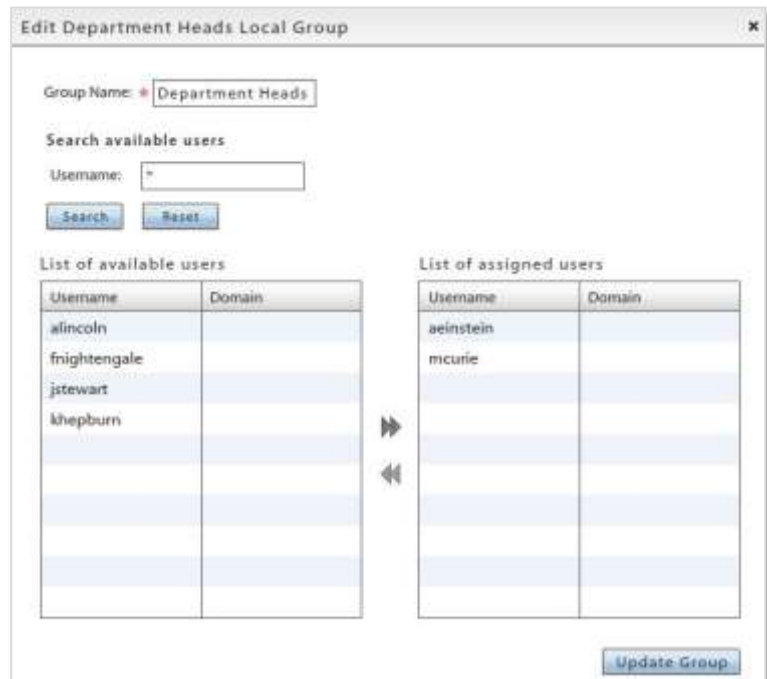 Edit Department Heads Local Group ×
Group Name: * Department Heads
Search available users
Username: *
Search Reset
List of available users
Username Domain
alincoln
fnightengale
jstewart
khepburn
List of assigned users
Username Domain
aeinstein
mcurie
Update Group